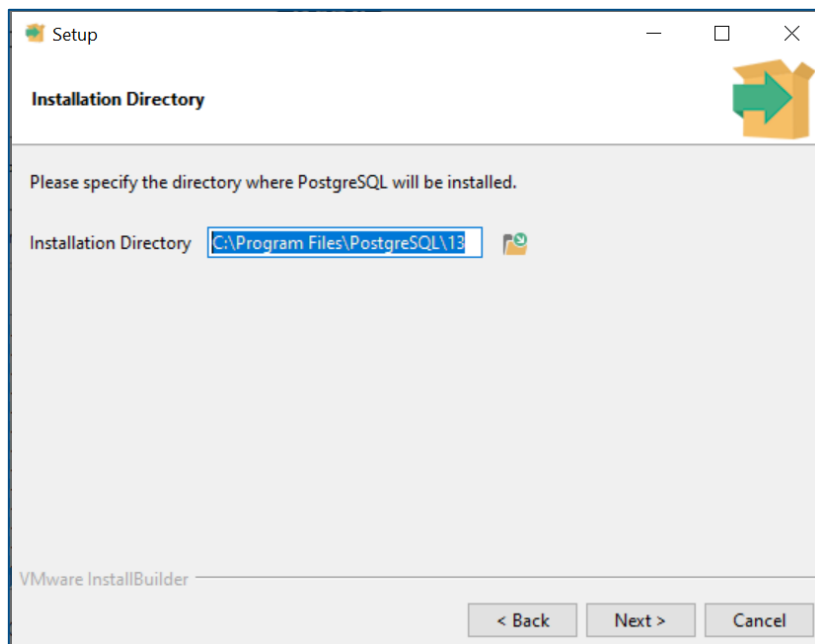 Setup
Installation Directory
Please specify the directory where PostgreSQL will be installed.
Installation Directory C:\Program Files\PostgreSQL\13
VMware InstallBuilder
< Back Next > Cancel